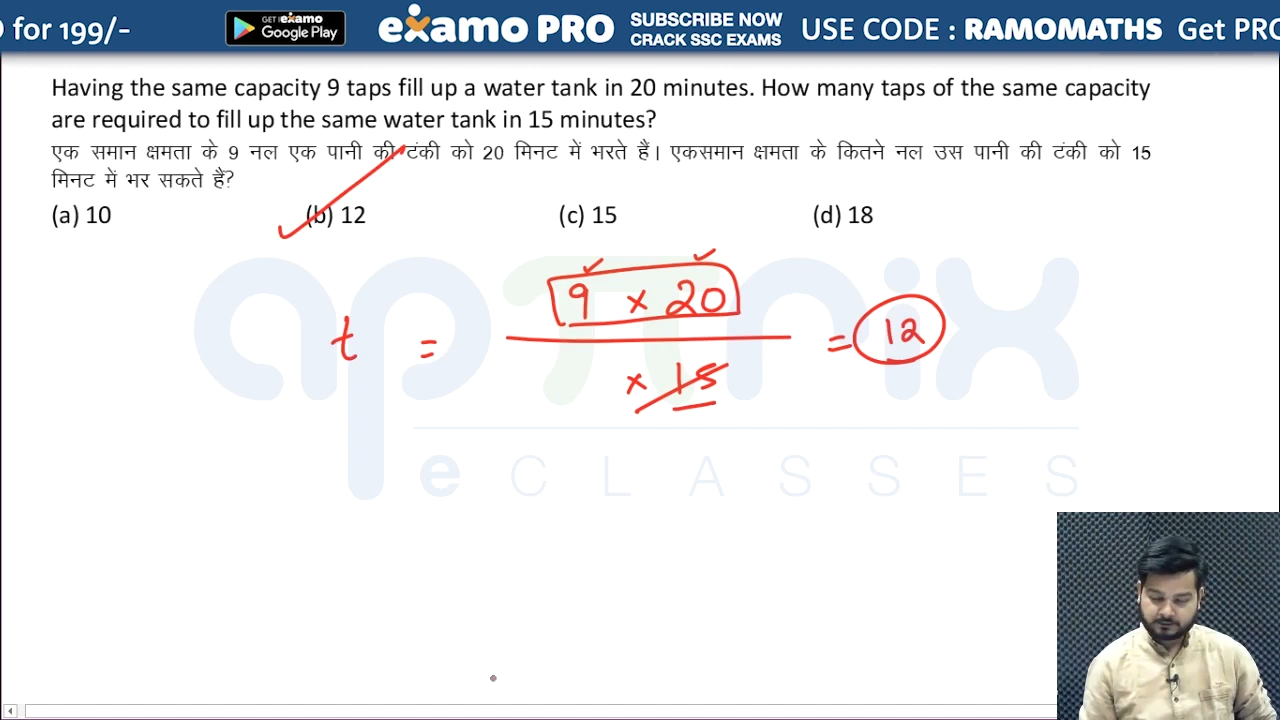 O for 199/-
GET IT ON examo
Google Play
examo PRO
SUBSCRIBE NOW
CRACK SSC EXAMS
USE CODE : RAMOMATHS Get PRO
Having the same capacity 9 taps fill up a water tank in 20 minutes. How many taps of the same capacity
are required to fill up the same water tank in 15 minutes?
एक समान क्षमता के 9 नल एक पानी की टंकी को 20 मिनट में भरते हैं। एकसमान क्षमता के कितने नल उस पानी की टंकी को 15
मिनट में भर सकते हैं?
(a) 10 (b) 12 (c) 15 (d) 18
9 x 20
t = = 12
x 15
aptnix
e CLASSES